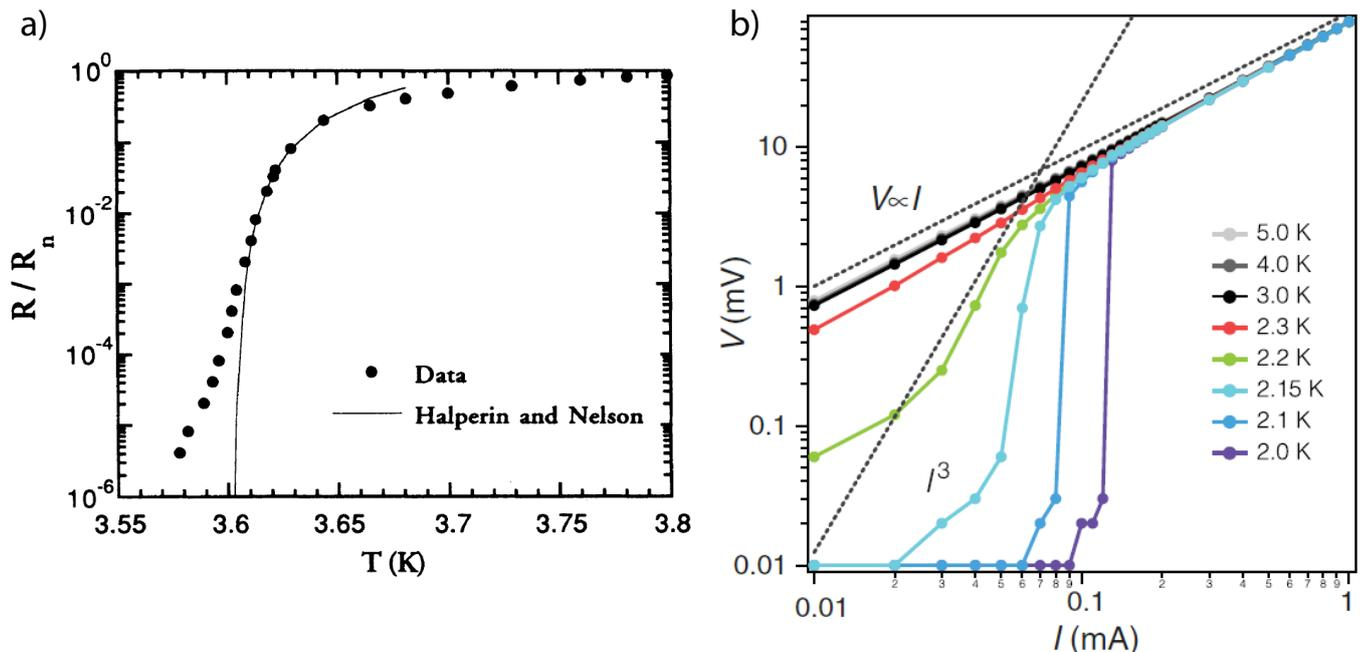 a)
10^0
10^-2
10^-4
10^-6
R / R_n
Data
Halperin and Nelson
3.55 3.6 3.65 3.7 3.75 3.8
T (K)
b)
10
1
0.1
0.01
V (mV)
V∝I
I^3
5.0 K
4.0 K
3.0 K
2.3 K
2.2 K
2.15 K
2.1 K
2.0 K
2 3 4 5 6 7 8 9 2 3 4 5 6 7 8 9
0.01 0.1 1
I (mA)